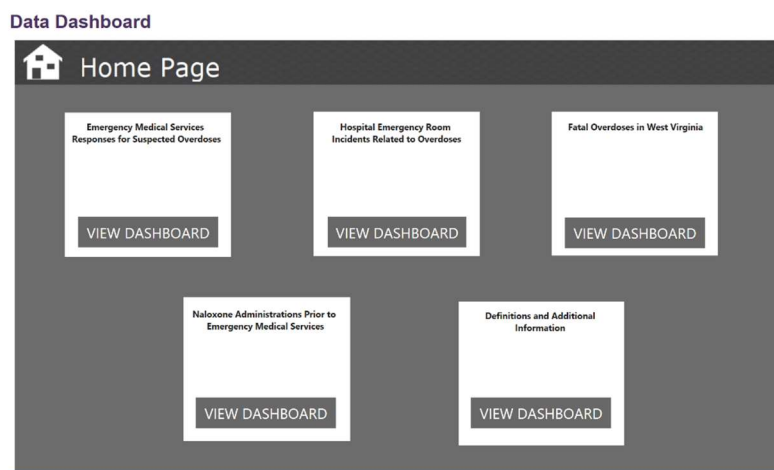 Data Dashboard
Home Page
Emergency Medical Services
Responses for Suspected Overdoses
VIEW DASHBOARD
Hospital Emergency Room
Incidents Related to Overdoses
VIEW DASHBOARD
Fatal Overdoses in West Virginia
VIEW DASHBOARD
Naloxone Administrations Prior to
Emergency Medical Services
VIEW DASHBOARD
Definitions and Additional
Information
VIEW DASHBOARD